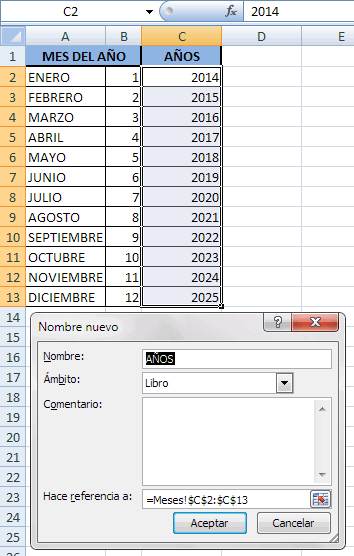 C2 fx 2014
A B C D E
1 MES DEL AÑO AÑOS
2 ENERO 1 2014
3 FEBRERO 2 2015
4 MARZO 3 2016
5 ABRIL 4 2017
6 MAYO 5 2018
7 JUNIO 6 2019
8 JULIO 7 2020
9 AGOSTO 8 2021
10 SEPTIEMBRE 9 2022
11 OCTUBRE 10 2023
12 NOVIEMBRE 11 2024
13 DICIEMBRE 12 2025
14
15
16
17
18
19
20
21
22
23
24
25
26
Nombre nuevo ?
Nombre: AÑOS
Ámbito: Libro
Comentario:
Hace referencia a: =Meses!$C$2:$C$13
Aceptar Cancelar